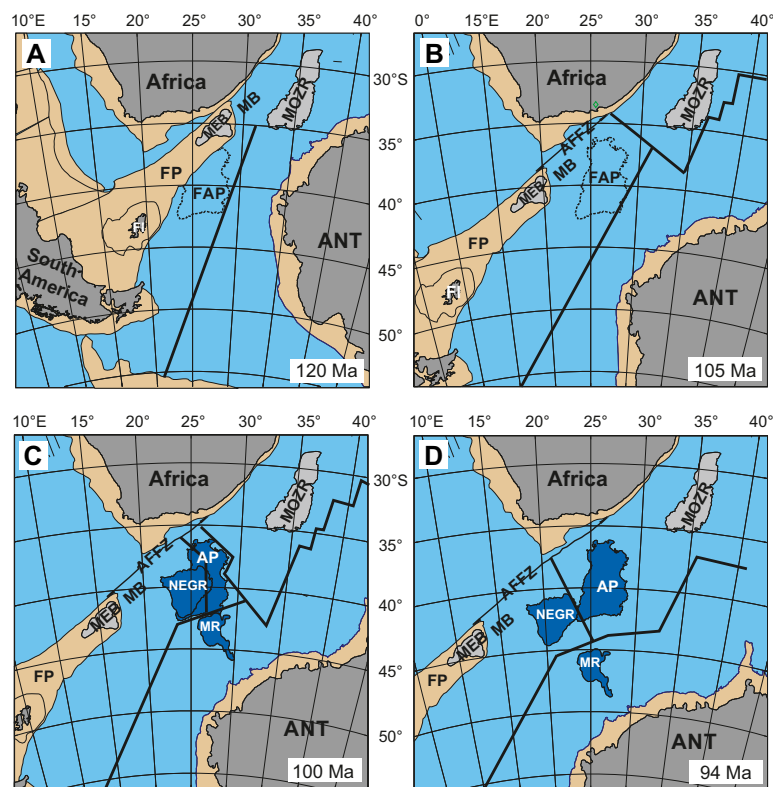 10°E 15° 20° 25° 30° 35° 40°
A
Africa
MOZR
MB
MEB
FP
FAP
FI
ANT
South-
America
120 Ma
30°S
35°
40°
45°
50°
0° 15° 20° 25° 30° 35° 40°
B
Africa
MOZR
AFFZ
MB
MEB
FAP
FP
FI
ANT
105 Ma
10°E 15° 20° 25° 30° 35° 40°
C
Africa
MOZR
AFFZ
AP
NEGR
MB
MEB
MR
FP
ANT
100 Ma
30°S
35°
40°
45°
50°
10°E 15E 20° 25° 30° 35° 40°
D
Africa
MOZR
AFFZ
AP
NEGR
MB
MEB
MR
FP
ANT
94 Ma